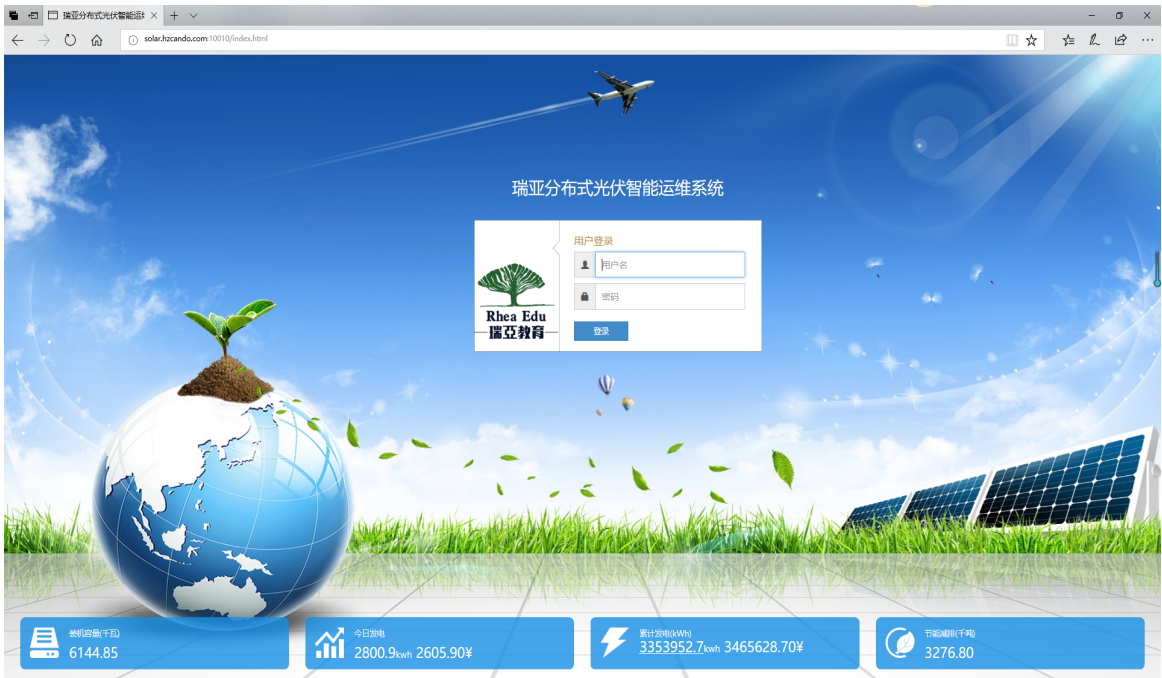 瑞亚分布式光伏智能运
solar.hzcando.com:10010/index.html
瑞亚分布式光伏智能运维系统
用户登录
用户名
密码
登录
Rhea Edu
瑞亞教育
装机容量(千瓦)
6144.85
今日发电
2800.9kwh 2605.90¥
累计发电(kWh)
3353952.7kwh 3465628.70¥
节能减排(千吨)
3276.80